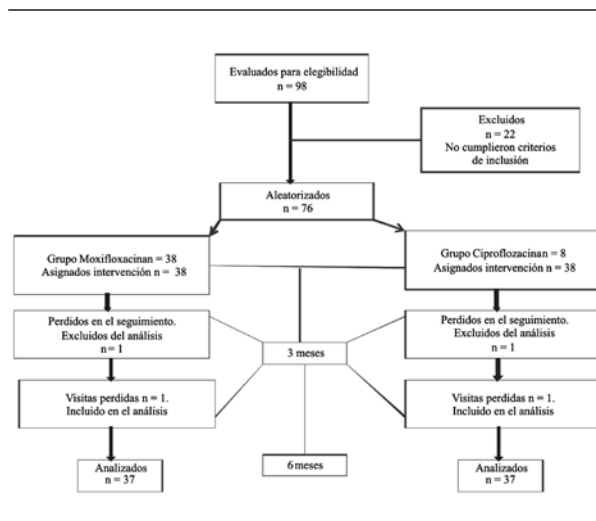 Evaluados para elegibilidad
n = 98
Excluidos
n = 22
No cumplieron criterios
de inclusión
Aleatorizados
n = 76
Grupo Moxifloxacinan = 38
Asignados intervención n = 38
Grupo Ciproflozacinan = 8
Asignados intervención n = 38
Perdidos en el seguimiento.
Excluidos del análisis
n = 1
3 meses
Perdidos en el seguimiento.
Excluidos del análisis
n = 1
Visitas perdidas n = 1.
Incluido en el análisis
Visitas perdidas n = 1.
Incluido en el análisis
Analizados
n = 37
6 meses
Analizados
n = 37